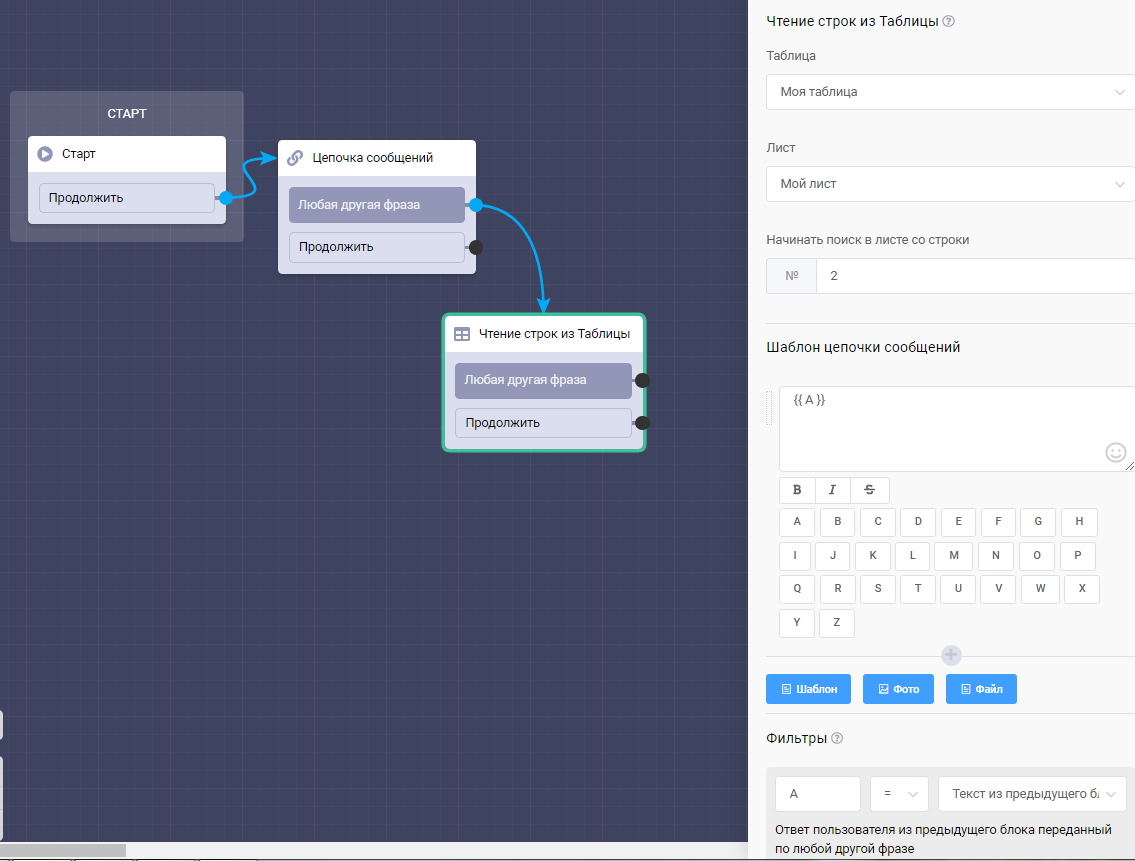 СТАРТ
Старт
Продолжить
Цепочка сообщений
Любая другая фраза
Продолжить
Чтение строк из Таблицы
Любая другая фраза
Продолжить
Чтение строк из Таблицы ?
Таблица
Моя таблица
Лист
Мой лист
Начинать поиск в листе со строки
№ 2
Шаблон цепочки сообщений
{{ A }}
B I S
A B C D E F G H
I J K L M N O P
Q R S T U V W X
Y Z
+
Шаблон Фото Файл
Фильтры ?
A = Текст из предыдущего бл
Ответ пользователя из предыдущего блока переданный
по любой другой фразе